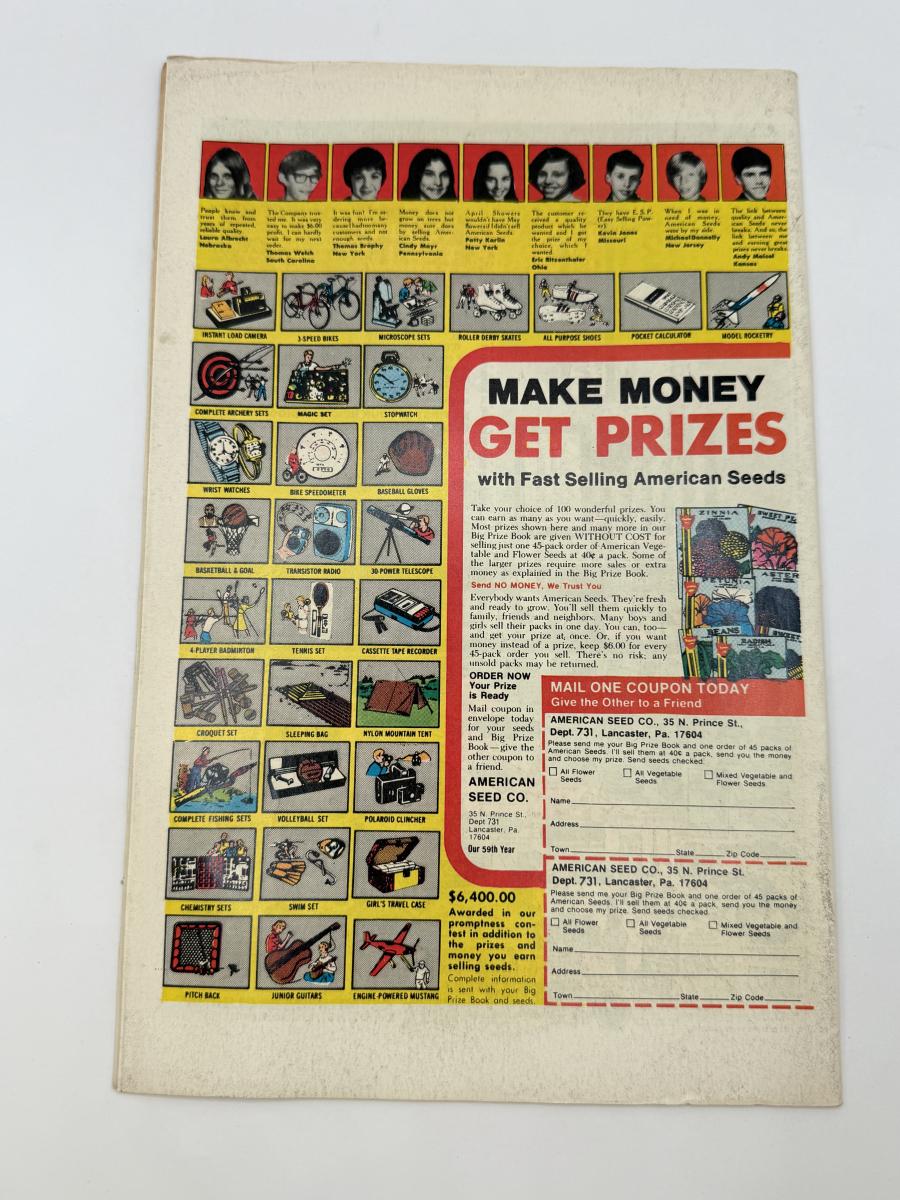 People know and
trust them from
years of repeated,
reliable quality.
Laura Albrecht
Nebraska
The Company trus-
ted me. It was very
easy to make $6.00
profit. I can hardly
wait for my next
order.
Thomas Welch
South Carolina
It was fun! I'm or-
dering more be-
cause I had too many
customers and not
enough seeds.
Thomas Brophy
New York
Money does not
grow on trees but
money sure does
by selling Amer-
ican Seeds.
Cindy Mayr
Pennsylvania
April Showers
wouldn't have May
flowers if I didn't sell
American Seeds.
Patty Karlin
New York
The customer re-
ceived a quality
product which he
wanted and I got
the prize of my
choice, which I
wanted.
Eric Ritzenthaler
Ohio
They have E.S.P.
(Easy Selling Pow-
er)
Kevin Jones
Missouri
When I was in
need of money,
American Seeds
were by my side.
Michael Donnolly
New Jersey
The link between
quality and Amer-
ican Seeds never
breaks. And so, the
link between me
and earning great
prizes never breaks.
Andy Maisel
Kansas
INSTANT LOAD CAMERA
3-SPEED BIKES
MICROSCOPE SETS
ROLLER DERBY SKATES
ALL PURPOSE SHOES
POCKET CALCULATOR
MODEL ROCKETRY
COMPLETE ARCHERY SETS
MAGIC SET
STOPWATCH
WRIST WATCHES
BIKE SPEEDOMETER
BASEBALL GLOVES
BASKETBALL & GOAL
TRANSISTOR RADIO
30-POWER TELESCOPE
4-PLAYER BADMINTON
TENNIS SET
CASSETTE TAPE RECORDER
CROQUET SET
SLEEPING BAG
NYLON MOUNTAIN TENT
COMPLETE FISHING SETS
VOLLEYBALL SET
POLAROID CLINCHER
CHEMISTRY SETS
SWIM SET
GIRL'S TRAVEL CASE
PITCH BACK
JUNIOR GUITARS
ENGINE-POWERED MUSTANG
MAKE MONEY
GET PRIZES
with Fast Selling American Seeds
Take your choice of 100 wonderful prizes. You
can earn as many as you want—quickly, easily.
Most prizes shown here and many more in our
Big Prize Book are given WITHOUT COST for
selling just one 45-pack order of American Vege-
table and Flower Seeds at 40¢ a pack. Some of
the larger prizes require more sales or extra
money as explained in the Big Prize Book.
Send NO MONEY, We Trust You
Everybody wants American Seeds. They're fresh
and ready to grow. You'll sell them quickly to
family, friends and neighbors. Many boys and
girls sell their packs in one day. You can, too—
and get your prize at once. Or, if you want
money instead of a prize, keep $6.00 for every
45-pack order you sell. There's no risk; any
unsold packs may be returned.
ZINNIA
SWEET PE
ASTER
PETUNIA
BEANS
RADISH
SWEET
ORDER NOW
Your Prize
is Ready
Mail coupon in
envelope today
for your seeds
and Big Prize
Book—give the
other coupon to
a friend.
AMERICAN
SEED CO.
35 N. Prince St.,
Dept 731
Lancaster, Pa.
17604
Our 59th Year
MAIL ONE COUPON TODAY
Give the Other to a Friend
AMERICAN SEED CO., 35 N. Prince St.,
Dept. 731, Lancaster, Pa. 17604
Please send me your Big Prize Book and one order of 45 packs of
American Seeds. I'll sell them at 40¢ a pack, send you the money
and choose my prize. Send seeds checked.
All Flower
Seeds
All Vegetable
Seeds
Mixed Vegetable and
Flower Seeds
Name
Address
Town State Zip Code
AMERICAN SEED CO., 35 N. Prince St.
Dept. 731, Lancaster, Pa. 17604
Please send me your Big Prize Book and one order of 45 packs of
American Seeds. I'll sell them at 40¢ a pack, send you the money
and choose my prize. Send seeds checked.
All Flower
Seeds
All Vegetable
Seeds
Mixed Vegetable and
Flower Seeds
Name
Address
Town State Zip Code
$6,400.00
Awarded in our
promptness con-
test in addition to
the prizes and
money you earn
selling seeds.
Complete information
is sent with your Big
Prize Book and seeds.